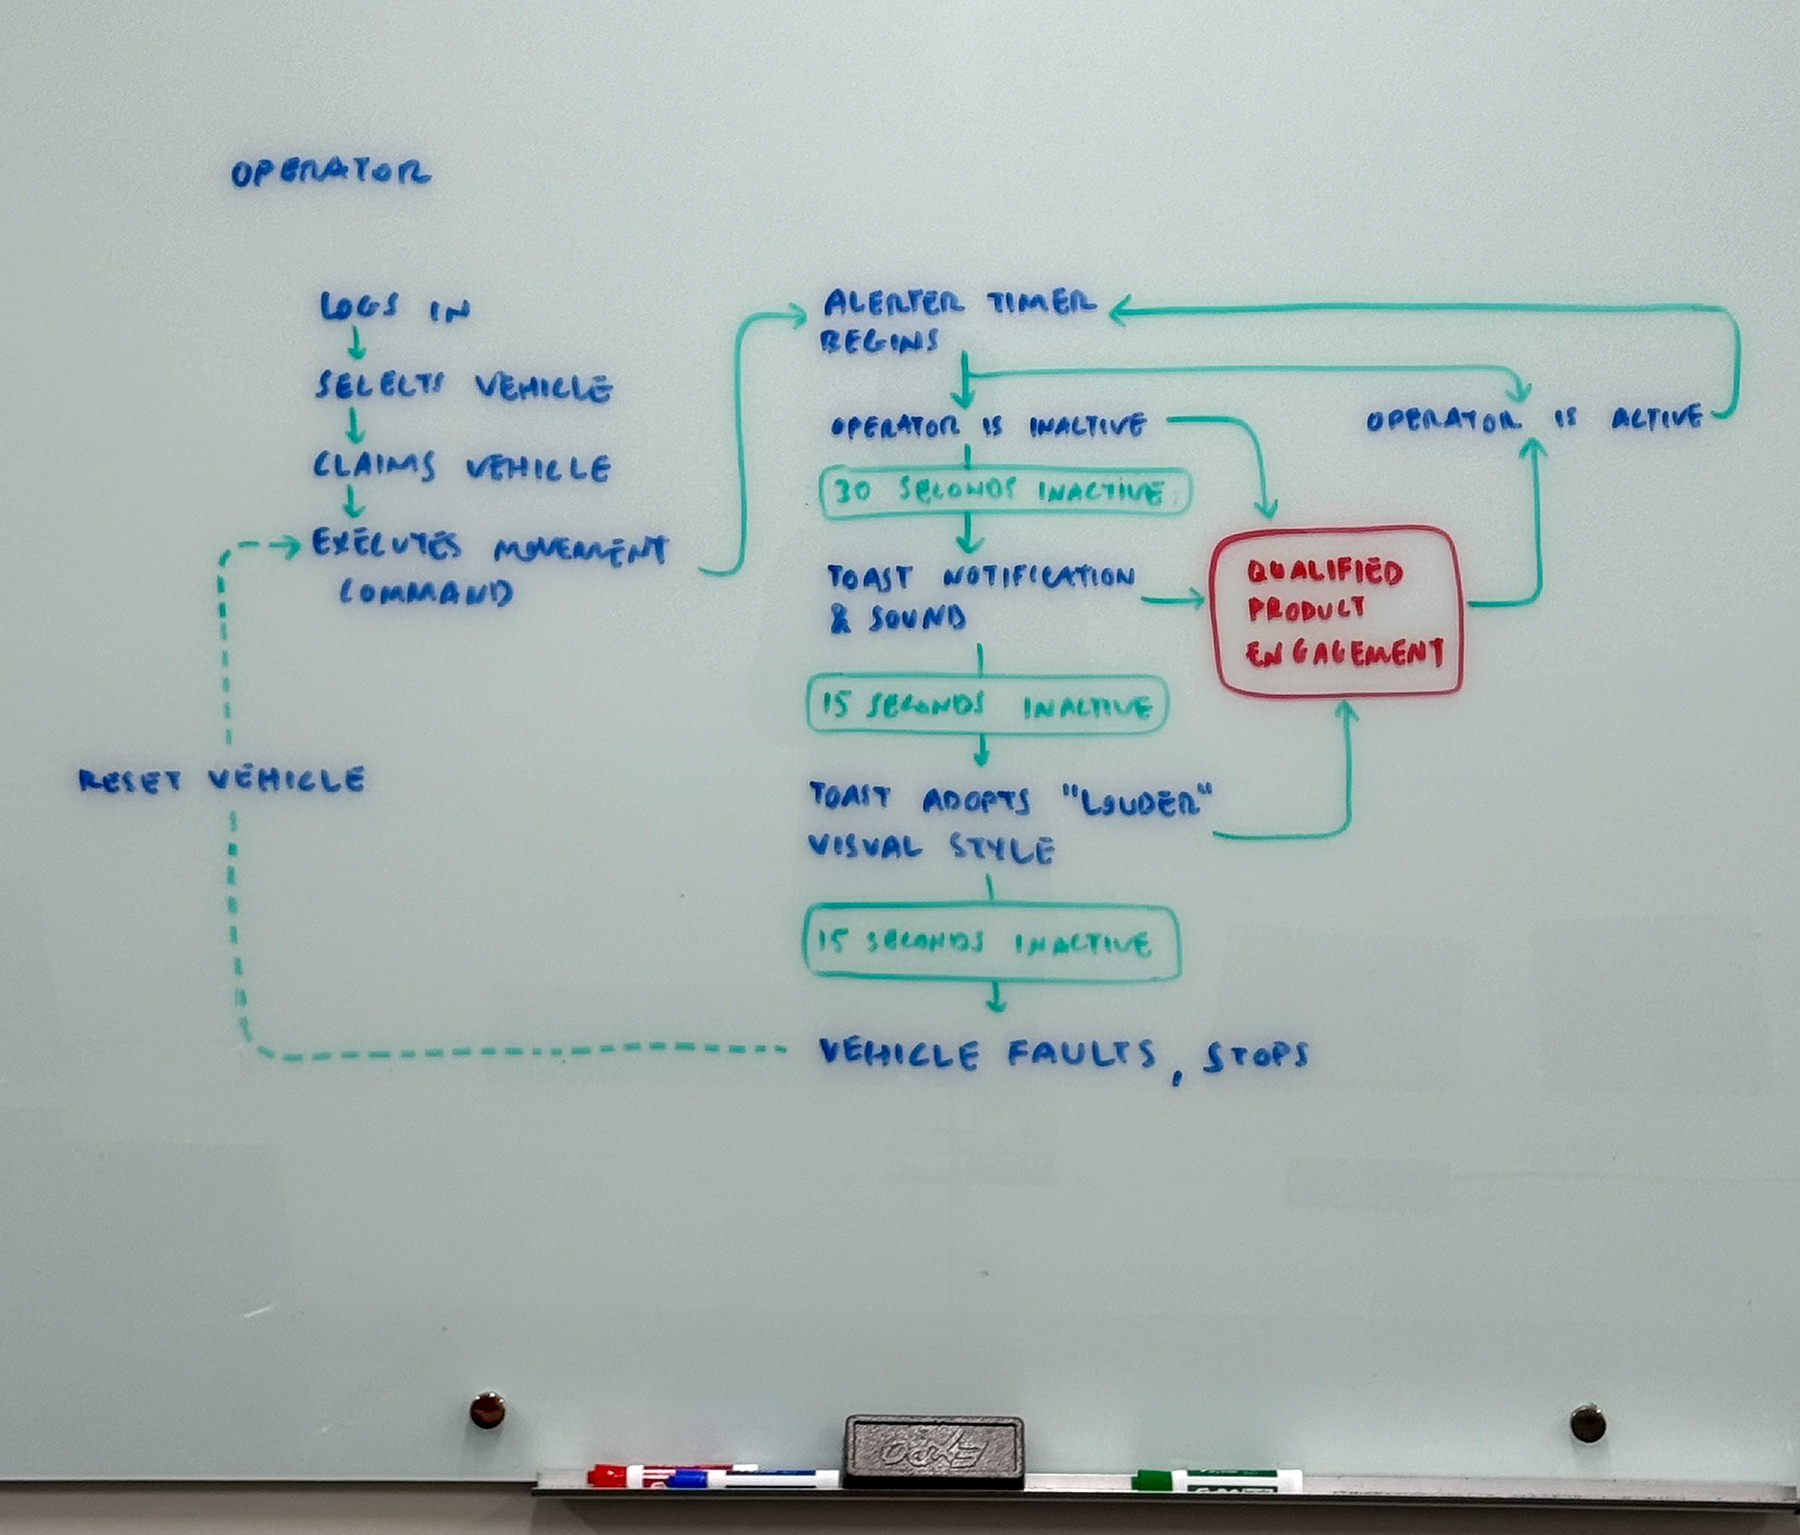 OPERATOR
LOGS IN
SELECTS VEHICLE
CLAIMS VEHICLE
EXECUTES MOVEMENT
COMMAND
RESET VEHICLE
ALERTER TIMER
BEGINS
OPERATOR IS INACTIVE
OPERATOR IS ACTIVE
30 SECONDS INACTIVE
TOAST NOTIFICATION
& SOUND
QUALIFIED
PRODUCT
ENGAGEMENT
15 SECONDS INACTIVE
TOAST ADOPTS "LOUDER"
VISUAL STYLE
15 SECONDS INACTIVE
VEHICLE FAULTS, STOPS
EXPO